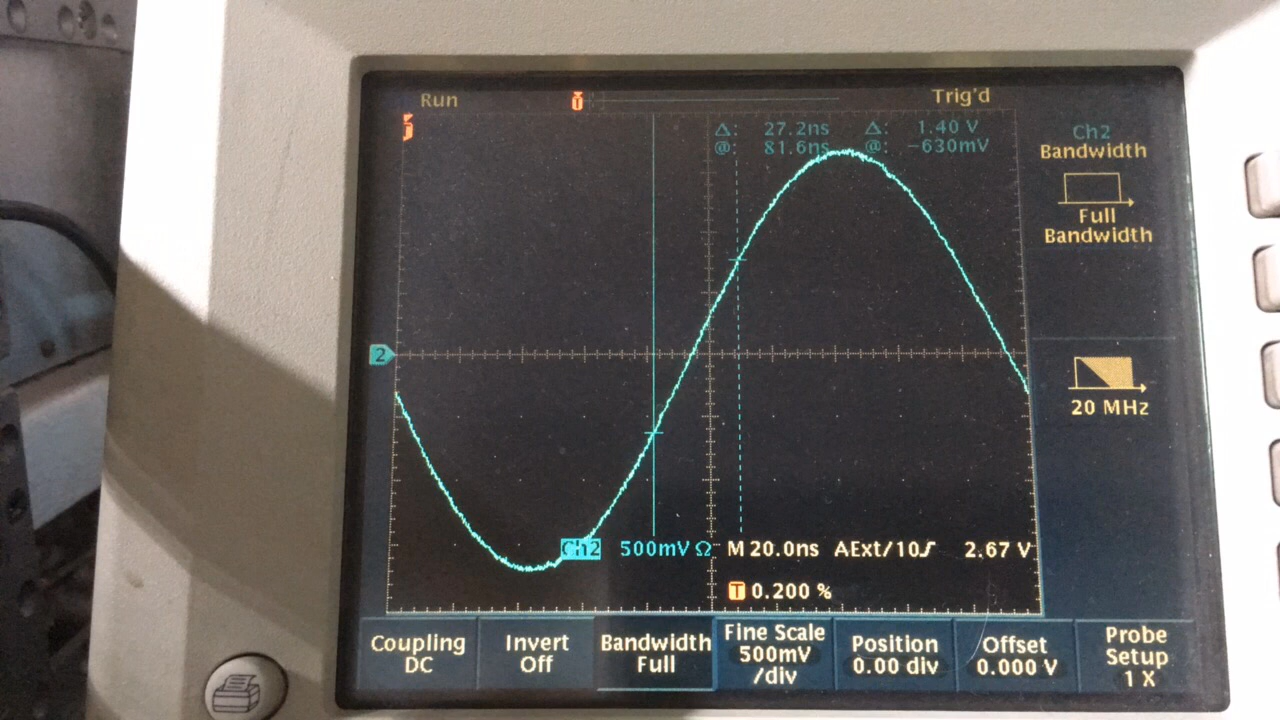 Run
T
Trig'd
Δ: 27.2ns Δ: 1.40 V
@: 81.6ns @: -630mV
Ch2
Bandwidth
Full
Bandwidth
2
20 MHz
Ch2 500mVΩ M 20.0ns A Ext/10 2.67 V
T 0.200 %
Coupling
DC
Invert
Off
Bandwidth
Full
Fine Scale
500mV
/div
Position
0.00 div
Offset
0.000 V
Probe
Setup
1 X